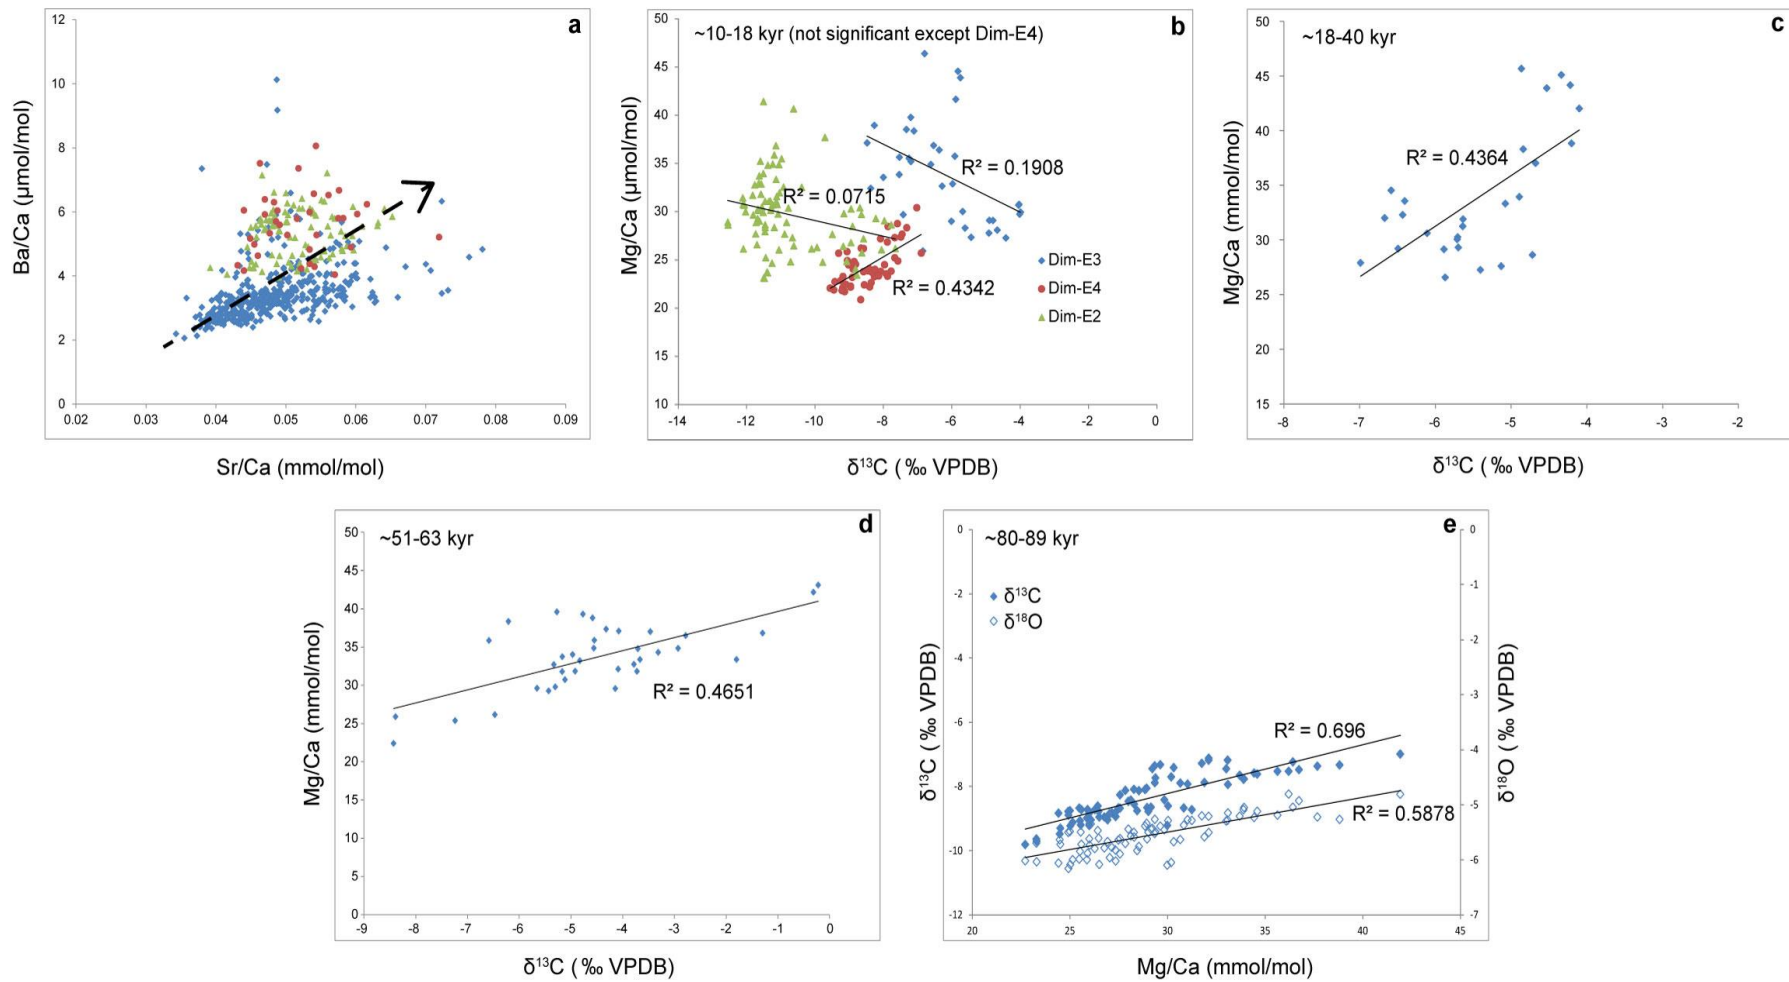 a
12
10
8
6
4
2
0
Ba/Ca (µmol/mol)
0.02 0.03 0.04 0.05 0.06 0.07 0.08 0.09
Sr/Ca (mmol/mol)
b
~10-18 kyr (not significant except Dim-E4)
50
45
40
35
30
25
20
15
10
Mg/Ca (µmol/mol)
R² = 0.1908
R² = 0.0715
R² = 0.4342
Dim-E3
Dim-E4
Dim-E2
-14 -12 -10 -8 -6 -4 -2 0
δ¹³C ( ‰ VPDB)
c
~18-40 kyr
50
45
40
35
30
25
20
15
Mg/Ca (mmol/mol)
R² = 0.4364
-8 -7 -6 -5 -4 -3 -2
δ¹³C ( ‰ VPDB)
d
~51-63 kyr
50
45
40
35
30
25
20
15
10
5
0
Mg/Ca (mmol/mol)
R² = 0.4651
-9 -8 -7 -6 -5 -4 -3 -2 -1 0
δ¹³C ( ‰ VPDB)
e
~80-89 kyr
δ¹³C
δ¹⁸O
0
-2
-4
-6
-8
-10
-12
δ¹³C ( ‰ VPDB)
R² = 0.696
R² = 0.5878
0
-1
-2
-3
-4
-5
-6
-7
δ¹⁸O ( ‰ VPDB)
20 25 30 35 40 45
Mg/Ca (mmol/mol)